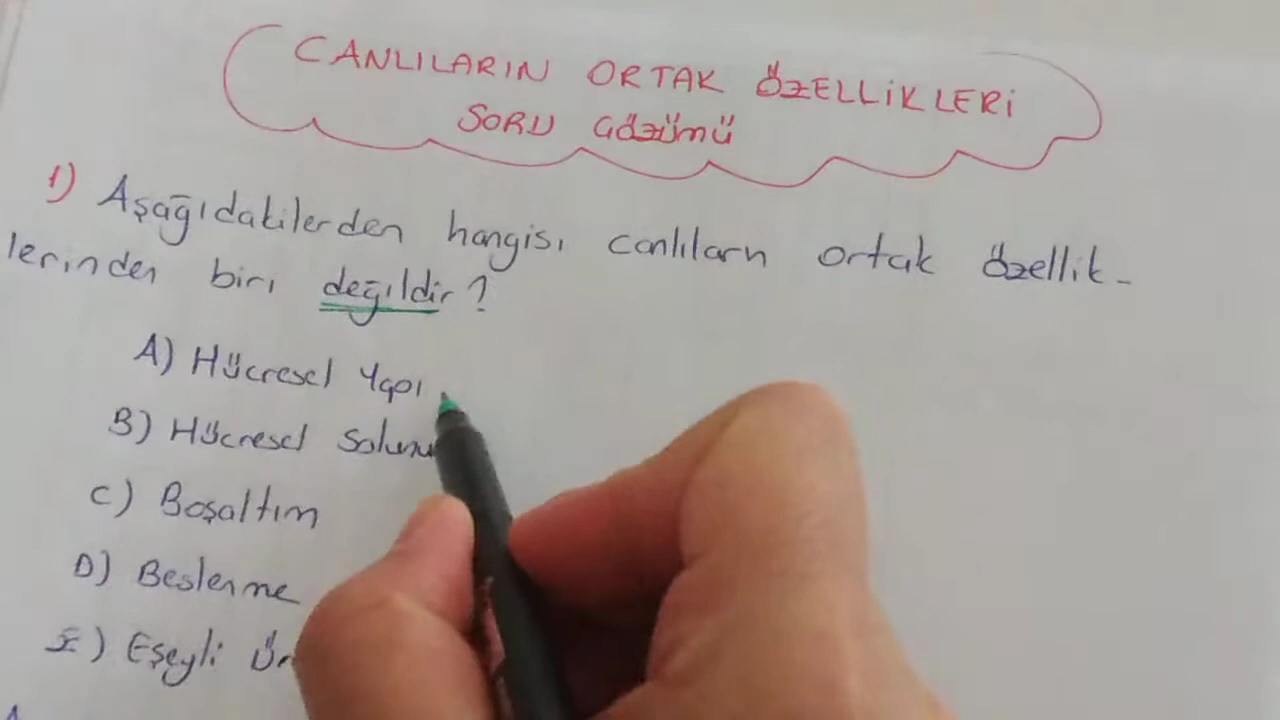 CANLILARIN ORTAK ÖZELLİKLERİ
SORU ÇÖZÜMÜ
1) Aşağıdakilerden hangisi canlıların ortak özellik-
lerinden biri değildir?
A) Hücresel Yapı
B) Hücresel
C) Boşaltım
D) Beslenme
E) Eşeyli